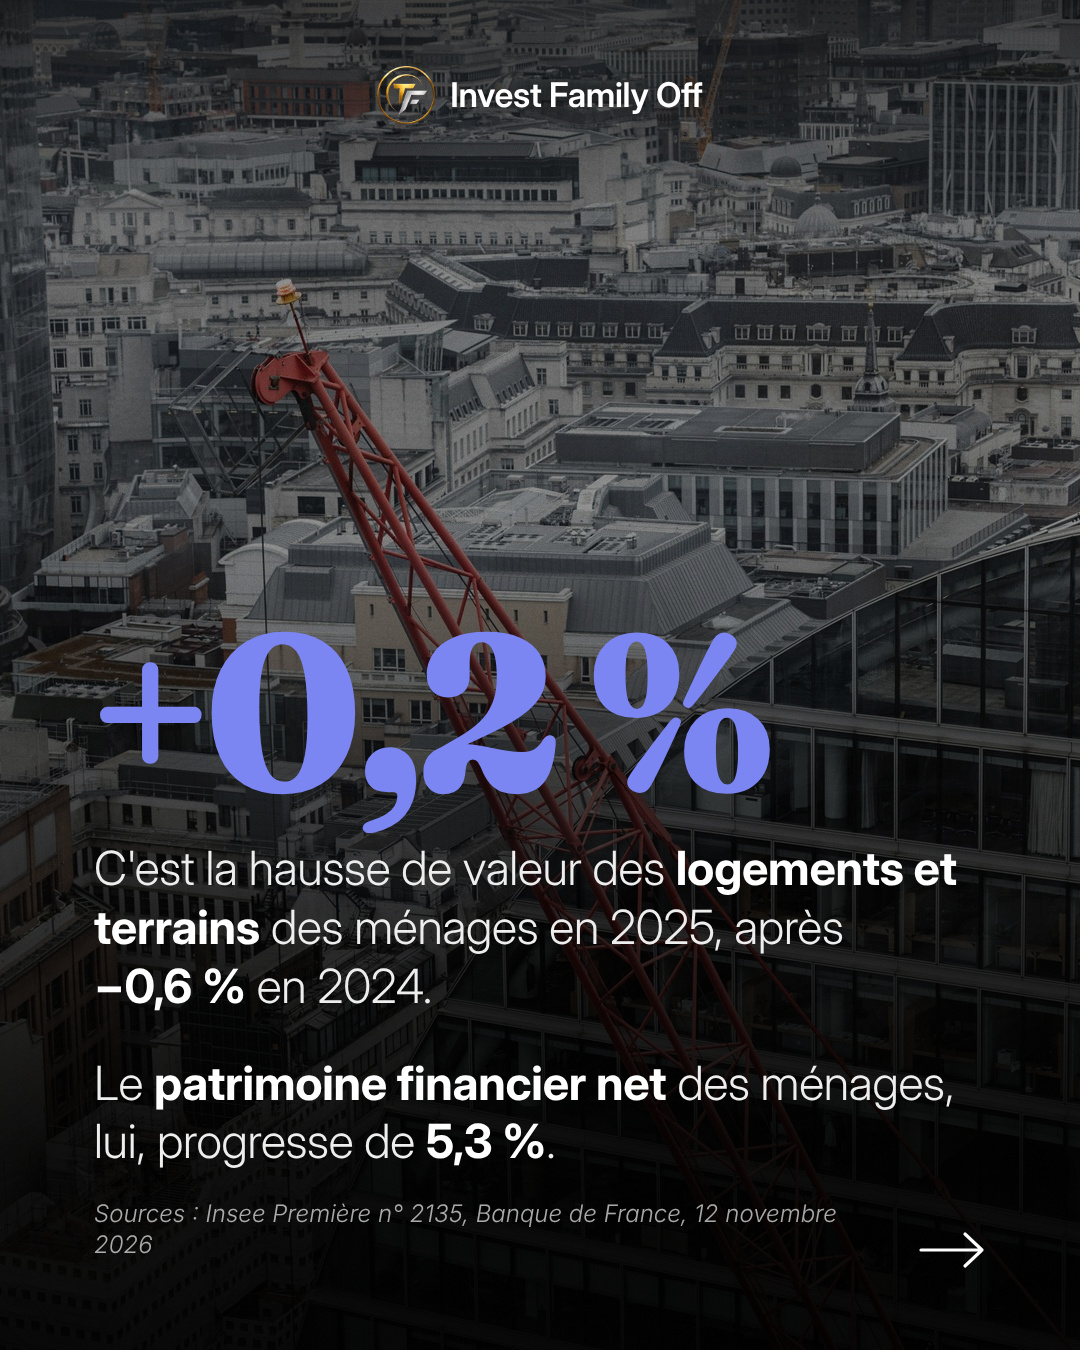 Invest Family Off
+0,2 %
C'est la hausse de valeur des logements et
terrains des ménages en 2025, après
−0,6 % en 2024.
Le patrimoine financier net des ménages,
lui, progresse de 5,3 %.
Sources : Insee Première n° 2135, Banque de France, 12 novembre
2026